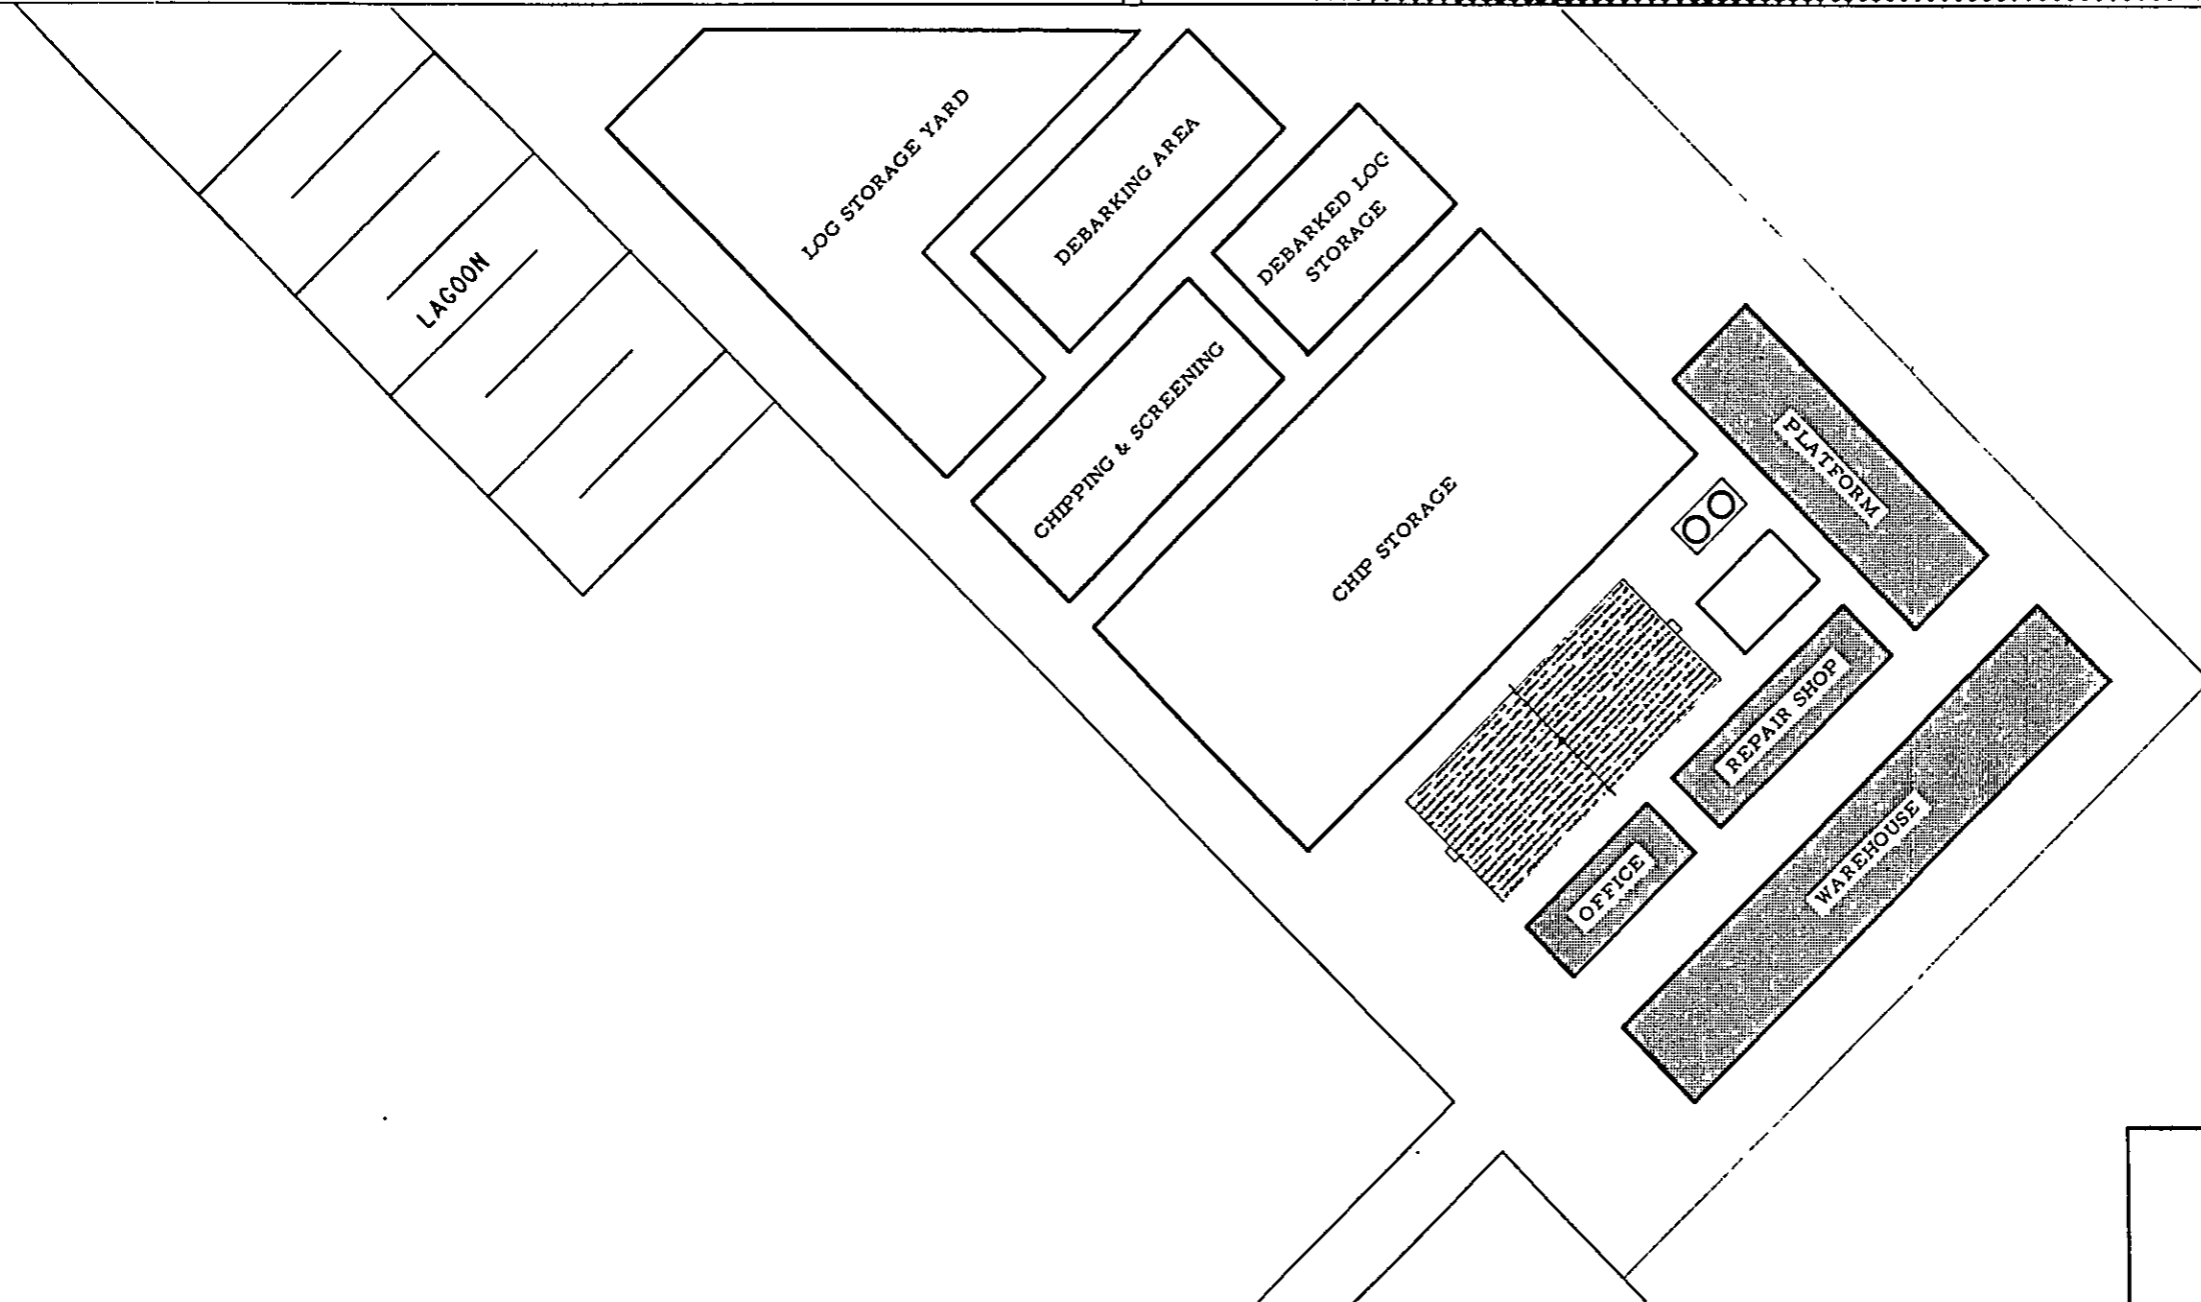 LOG STORAGE YARD
DEBARKING AREA
DEBARKED LOG
STORAGE
LAGOON
CHIPPING & SCREENING
CHIP STORAGE
PLATFORM
REPAIR SHOP
OFFICE
WAREHOUSE